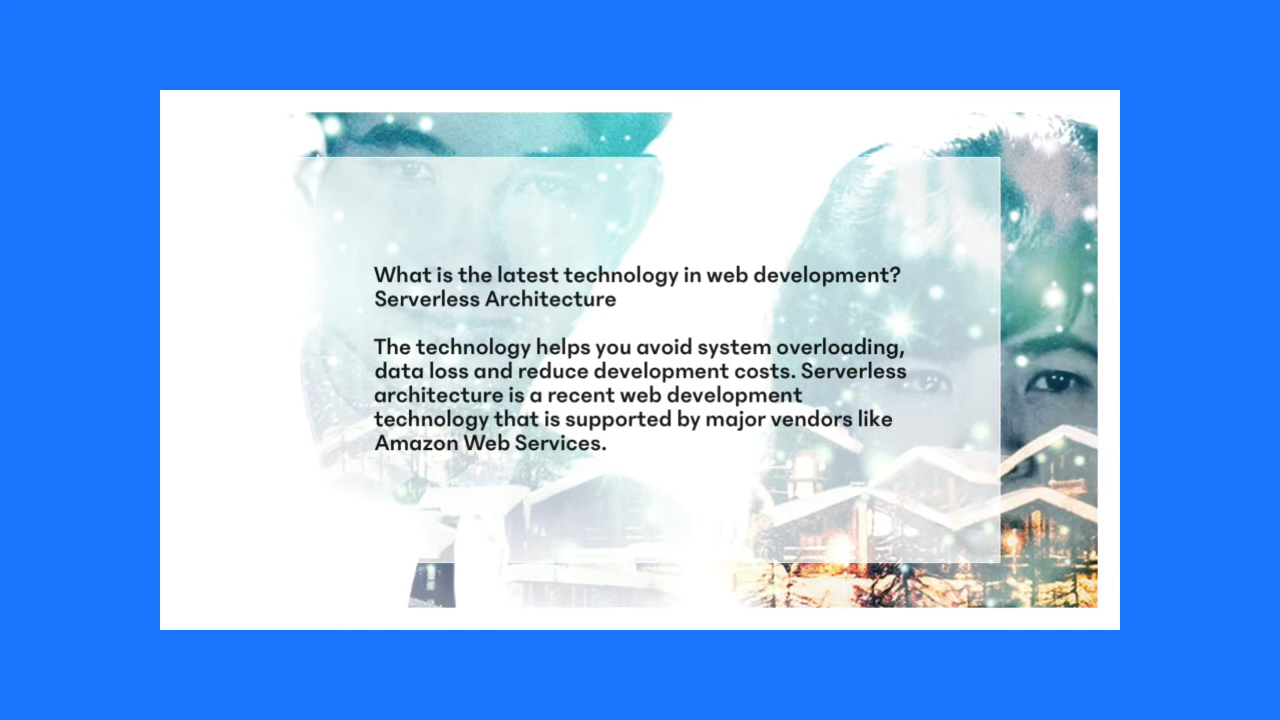 What is the latest technology in web development?
Serverless Architecture
The technology helps you avoid system overloading,
data loss and reduce development costs. Serverless
architecture is a recent web development
technology that is supported by major vendors like
Amazon Web Services.